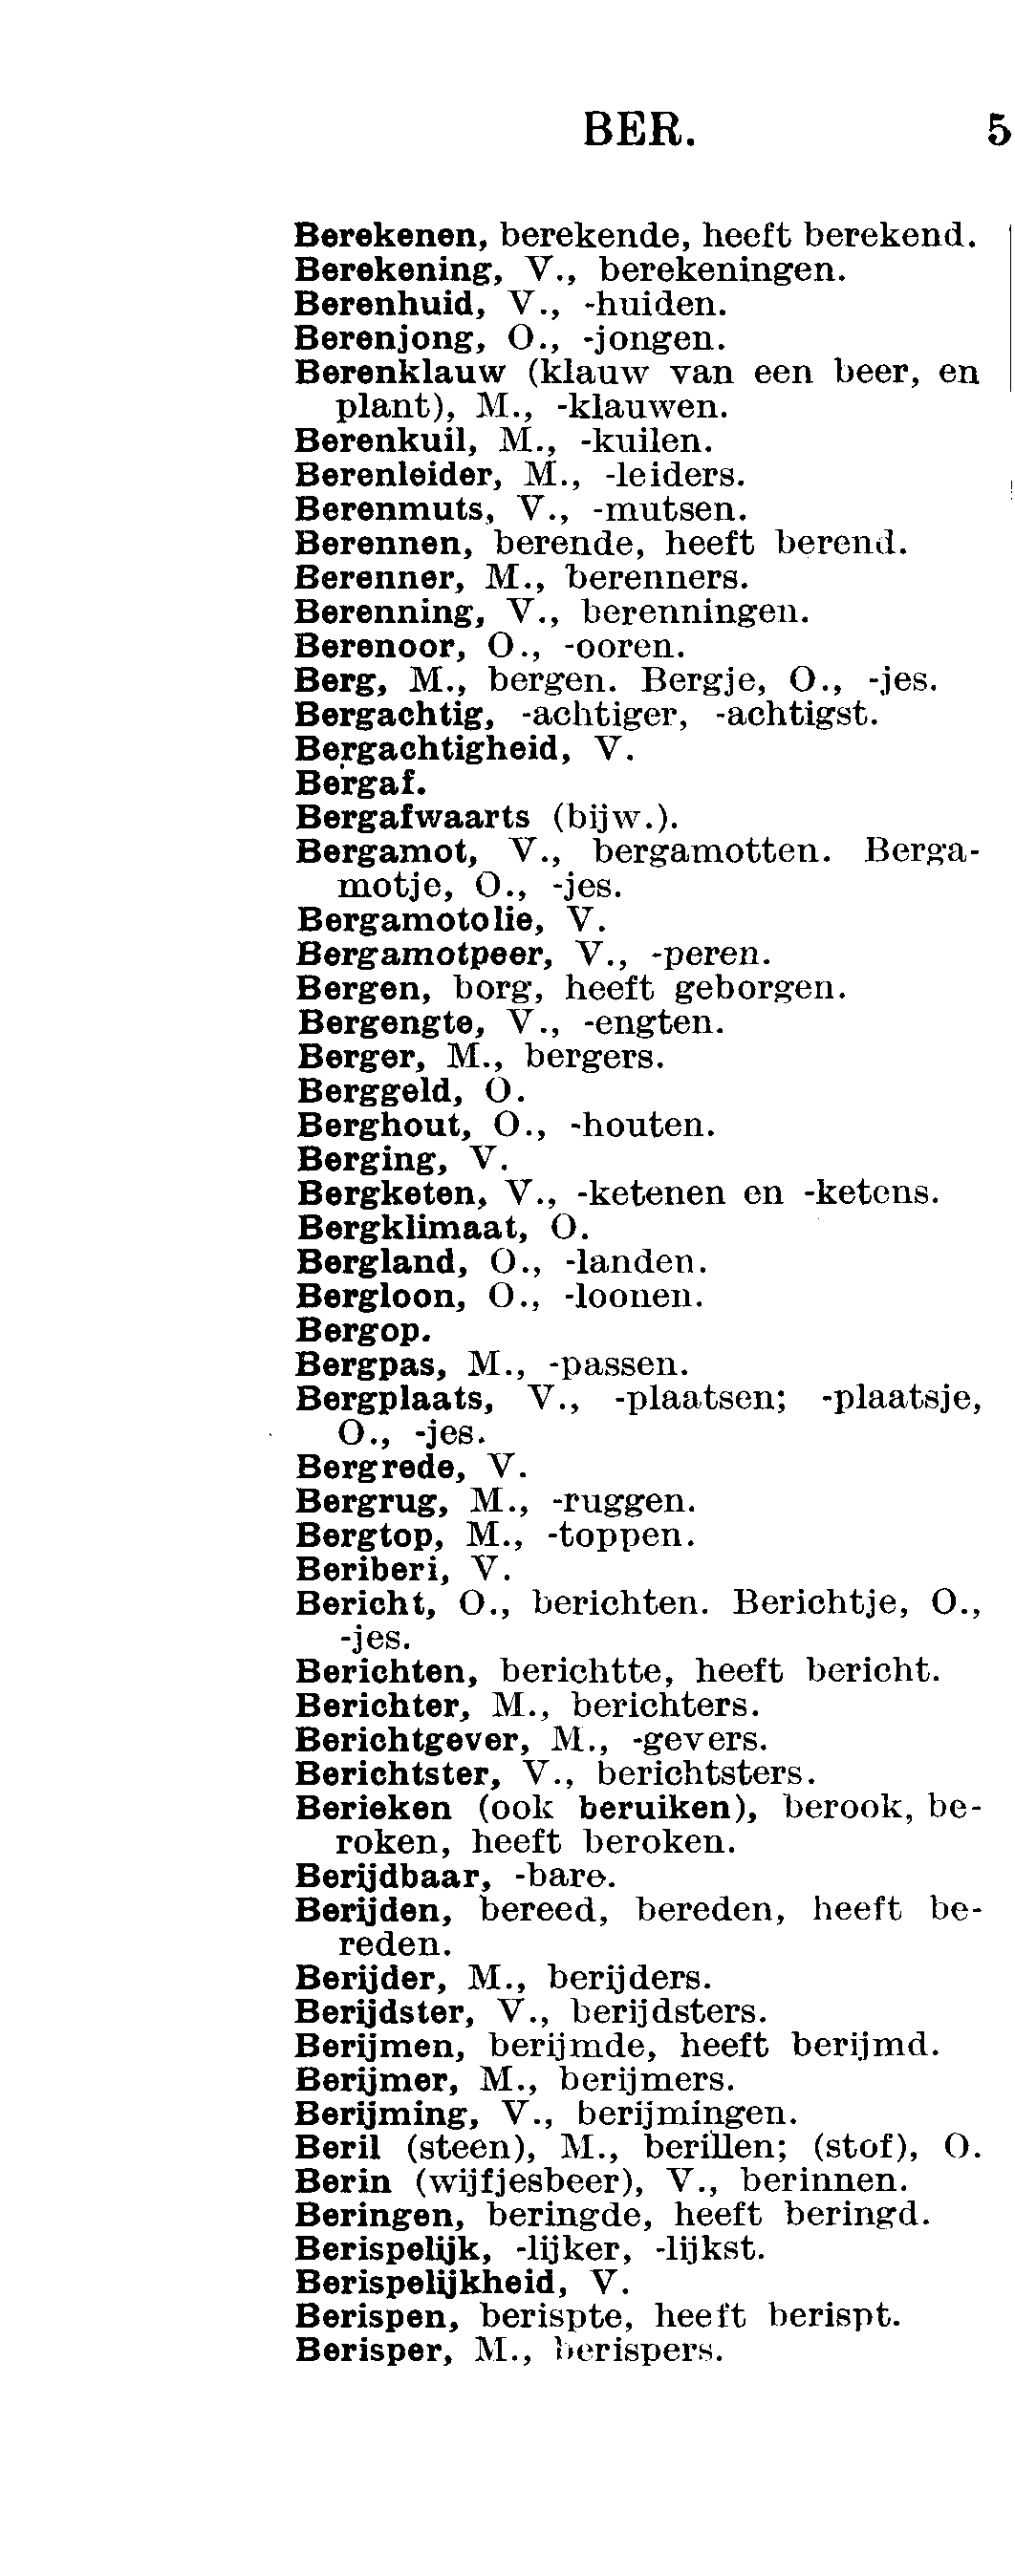 BER. 5
Berekenen, berekende, heeft berekend.
Berekening, V., berekeningen.
Berenhuid, V., -huiden.
Berenjong, O., -jongen.
Berenklauw (klauw van een beer, en
plant), M., -klauwen.
Berenkuil, M., -kuilen.
Berenleider, M., -leiders.
Berenmuts, V., -mutsen.
Berennen, berende, heeft berend.
Berenner, M., berenners.
Berenning, V., berenningen.
Berenoor, O., -ooren.
Berg, M., bergen. Bergje, O., -jes.
Bergachtig, -achtiger, -achtigst.
Bergachtigheid, V.
Bergaf.
Bergafwaarts (bijw.).
Bergamot, V., bergamotten. Berga-
motje, O., -jes.
Bergamotolie, V.
Bergamotpeer, V., -peren.
Bergen, borg, heeft geborgen.
Bergengte, V., -engten.
Berger, M., bergers.
Berggeld, O.
Berghout, O., -houten.
Berging, V.
Bergketen, V., -ketenen en -ketens.
Bergklimaat, O.
Bergland, O., -landen.
Bergloon, O., -loonen.
Bergop.
Bergpas, M., -passen.
Bergplaats, V., -plaatsen; -plaatsje,
O., -jes.
Bergrede, V.
Bergrug, M., -ruggen.
Bergtop, M., -toppen.
Beriberi, V.
Bericht, O., berichten. Berichtje, O.,
-jes.
Berichten, berichtte, heeft bericht.
Berichter, M., berichters.
Berichtgever, M., -gevers.
Berichtster, V., berichtsters.
Berieken (ook beruiken), berook, be-
roken, heeft beroken.
Berijdbaar, -bare.
Berijden, bereed, bereden, heeft be-
reden.
Berijder, M., berijders.
Berijdster, V., berijdsters.
Berijmen, berijmde, heeft berijmd.
Berijmer, M., berijmers.
Berijming, V., berijmingen.
Beril (steen), M., berillen; (stof), O.
Berin (wijfjesbeer), V., berinnen.
Beringen, beringde, heeft beringd.
Berispelijk, -lijker, -lijkst.
Berispelijkheid, V.
Berispen, berispte, heeft berispt.
Berisper, M., berispers.